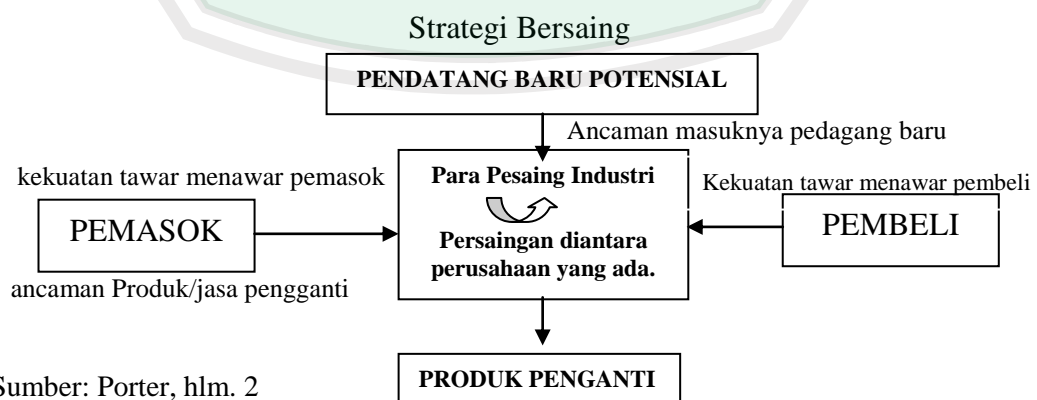 Strategi Bersaing
PENDATANG BARU POTENSIAL
Ancaman masuknya pedagang baru
kekuatan tawar menawar pemasok
Para Pesaing Industri
Kekuatan tawar menawar pembeli
PEMASOK
Persaingan diantara
perusahaan yang ada.
PEMBELI
ancaman Produk/jasa pengganti
PRODUK PENGANTI
Sumber: Porter, hlm. 2